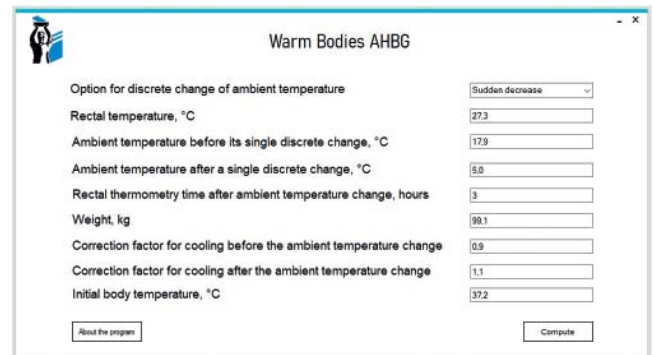 Warm Bodies AHBG
Option for discrete change of ambient temperature Sudden decrease
Rectal temperature, °C 27,3
Ambient temperature before its single discrete change, °C 17,9
Ambient temperature after a single discrete change, °C 5,0
Rectal thermometry time after ambient temperature change, hours 3
Weight, kg 99,1
Correction factor for cooling before the ambient temperature change 0,9
Correction factor for cooling after the ambient temperature change 1,1
Initial body temperature, °C 37,2
About the program Compute